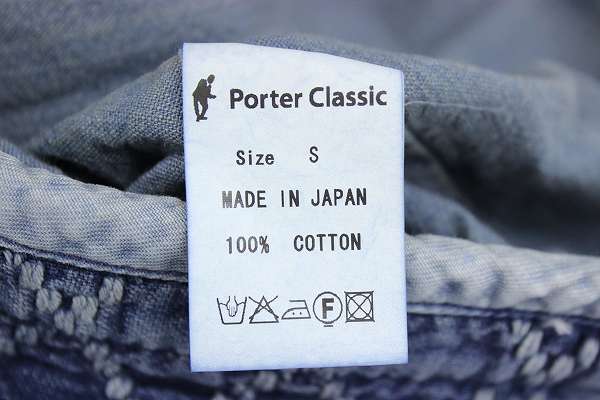 Porter Classic
Size S
MADE IN JAPAN
100% COTTON
F